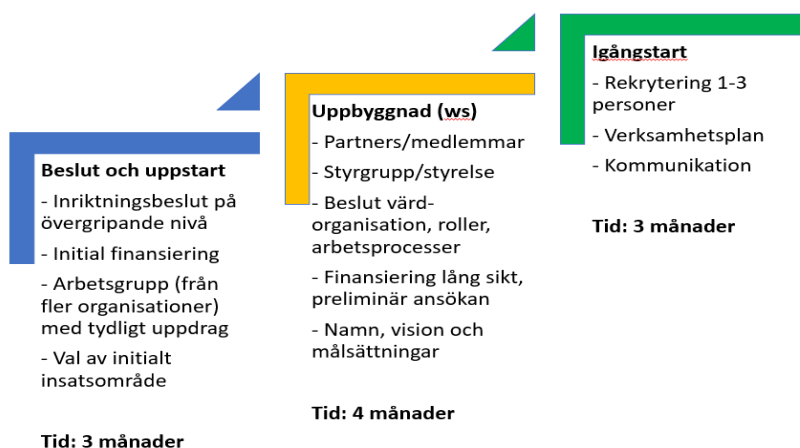 Beslut och uppstart
- Inriktningsbeslut på
övergripande nivå
- Initial finansiering
- Arbetsgrupp (från
fler organisationer)
med tydligt uppdrag
- Val av initialt
insatsområde
Tid: 3 månader
Uppbyggnad (ws)
- Partners/medlemmar
- Styrgrupp/styrelse
- Beslut värd-
organisation, roller,
arbetsprocesser
- Finansiering lång sikt,
preliminär ansökan
- Namn, vision och
målsättningar
Tid: 4 månader
Igångstart
- Rekrytering 1-3
personer
- Verksamhetsplan
- Kommunikation
Tid: 3 månader